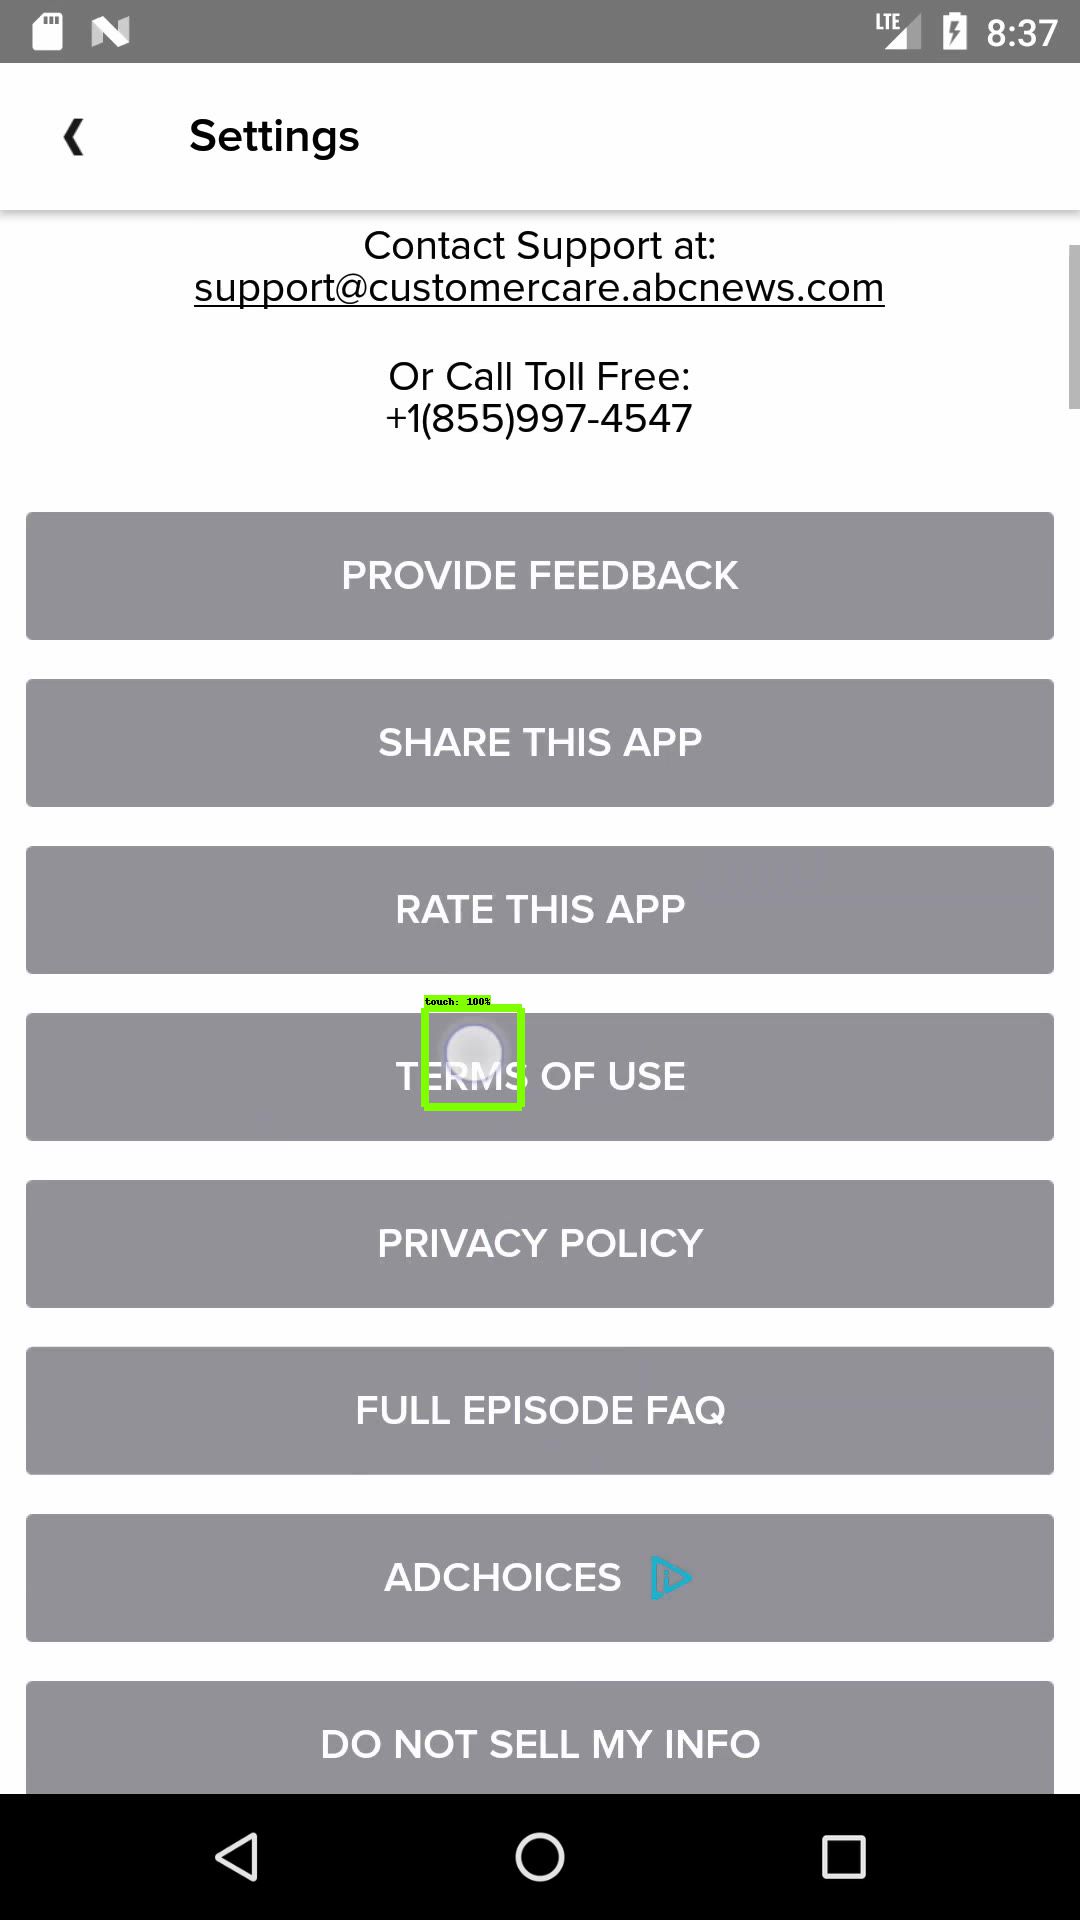 LTE 8:37
Settings
Contact Support at:
support@customercare.abcnews.com
Or Call Toll Free:
+1(855)997-4547
PROVIDE FEEDBACK
SHARE THIS APP
RATE THIS APP
touch: 100%
TERMS OF USE
PRIVACY POLICY
FULL EPISODE FAQ
ADCHOICES
DO NOT SELL MY INFO